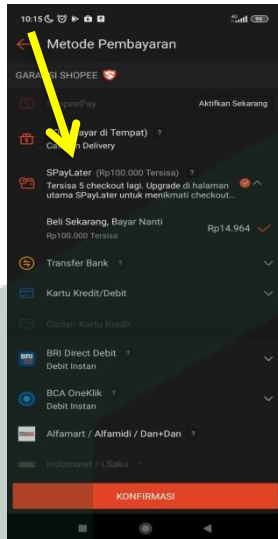 10:15
Metode Pembayaran
GARANSI SHOPEE
ShopeePay
Aktifkan Sekarang
COD (Bayar di Tempat) ?
Cash on Delivery
SPayLater (Rp100.000 Tersisa) ?
Tersisa 5 checkout lagi. Upgrade di halaman
utama SPayLater untuk menikmati checkout...
Beli Sekarang, Bayar Nanti
Rp100.000 Tersisa
Rp14.964
Transfer Bank ?
Kartu Kredit/Debit
Cicilan Kartu Kredit
BRI
BRI Direct Debit ?
Debit Instan
BCA OneKlik ?
Debit Instan
Alfamart / Alfamidi / Dan+Dan ?
Indomaret / i.Saku ?
KONFIRMASI